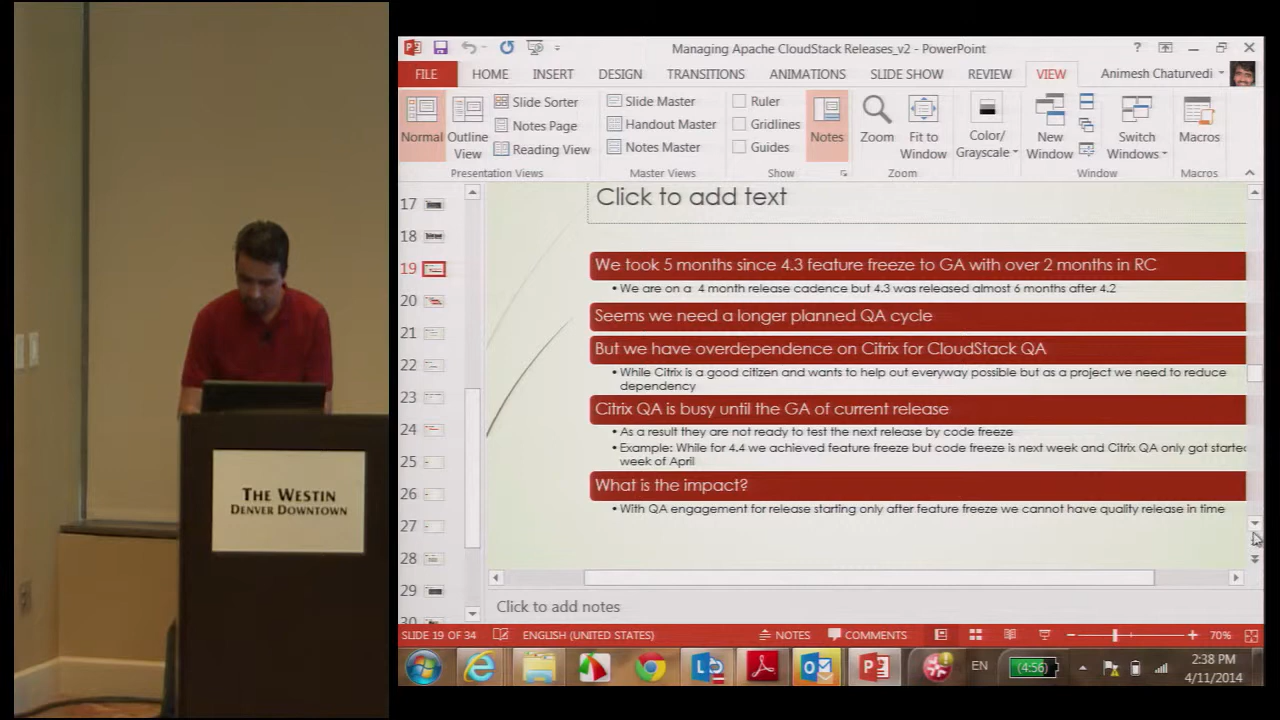 Managing Apache CloudStack Releases_v2 - PowerPoint
?
FILE
HOME
INSERT
DESIGN
TRANSITIONS
ANIMATIONS
SLIDE SHOW
REVIEW
VIEW
Animesh Chaturvedi
Normal
Outline
View
Slide Sorter
Notes Page
Reading View
Presentation Views
Slide Master
Handout Master
Notes Master
Master Views
Ruler
Gridlines
Guides
Show
Notes
Zoom
Fit to
Window
Zoom
Color/
Grayscale
New
Window
Switch
Windows
Window
Macros
Macros
17
18
19
20
21
22
23
24
25
26
27
28
29
30
Click to add text
We took 5 months since 4.3 feature freeze to GA with over 2 months in RC
• We are on a 4 month release cadence but 4.3 was released almost 6 months after 4.2
Seems we need a longer planned QA cycle
But we have overdependence on Citrix for CloudStack QA
• While Citrix is a good citizen and wants to help out everyway possible but as a project we need to reduce
dependency
Citrix QA is busy until the GA of current release
• As a result they are not ready to test the next release by code freeze
• Example: While for 4.4 we achieved feature freeze but code freeze is next week and Citrix QA only got started
week of April
What is the impact?
• With QA engagement for release starting only after feature freeze we cannot have quality release in time
Click to add notes
SLIDE 19 OF 34
ENGLISH (UNITED STATES)
NOTES
COMMENTS
70%
EN
(4:56)
2:38 PM
4/11/2014
THE WESTIN
DENVER DOWNTOWN